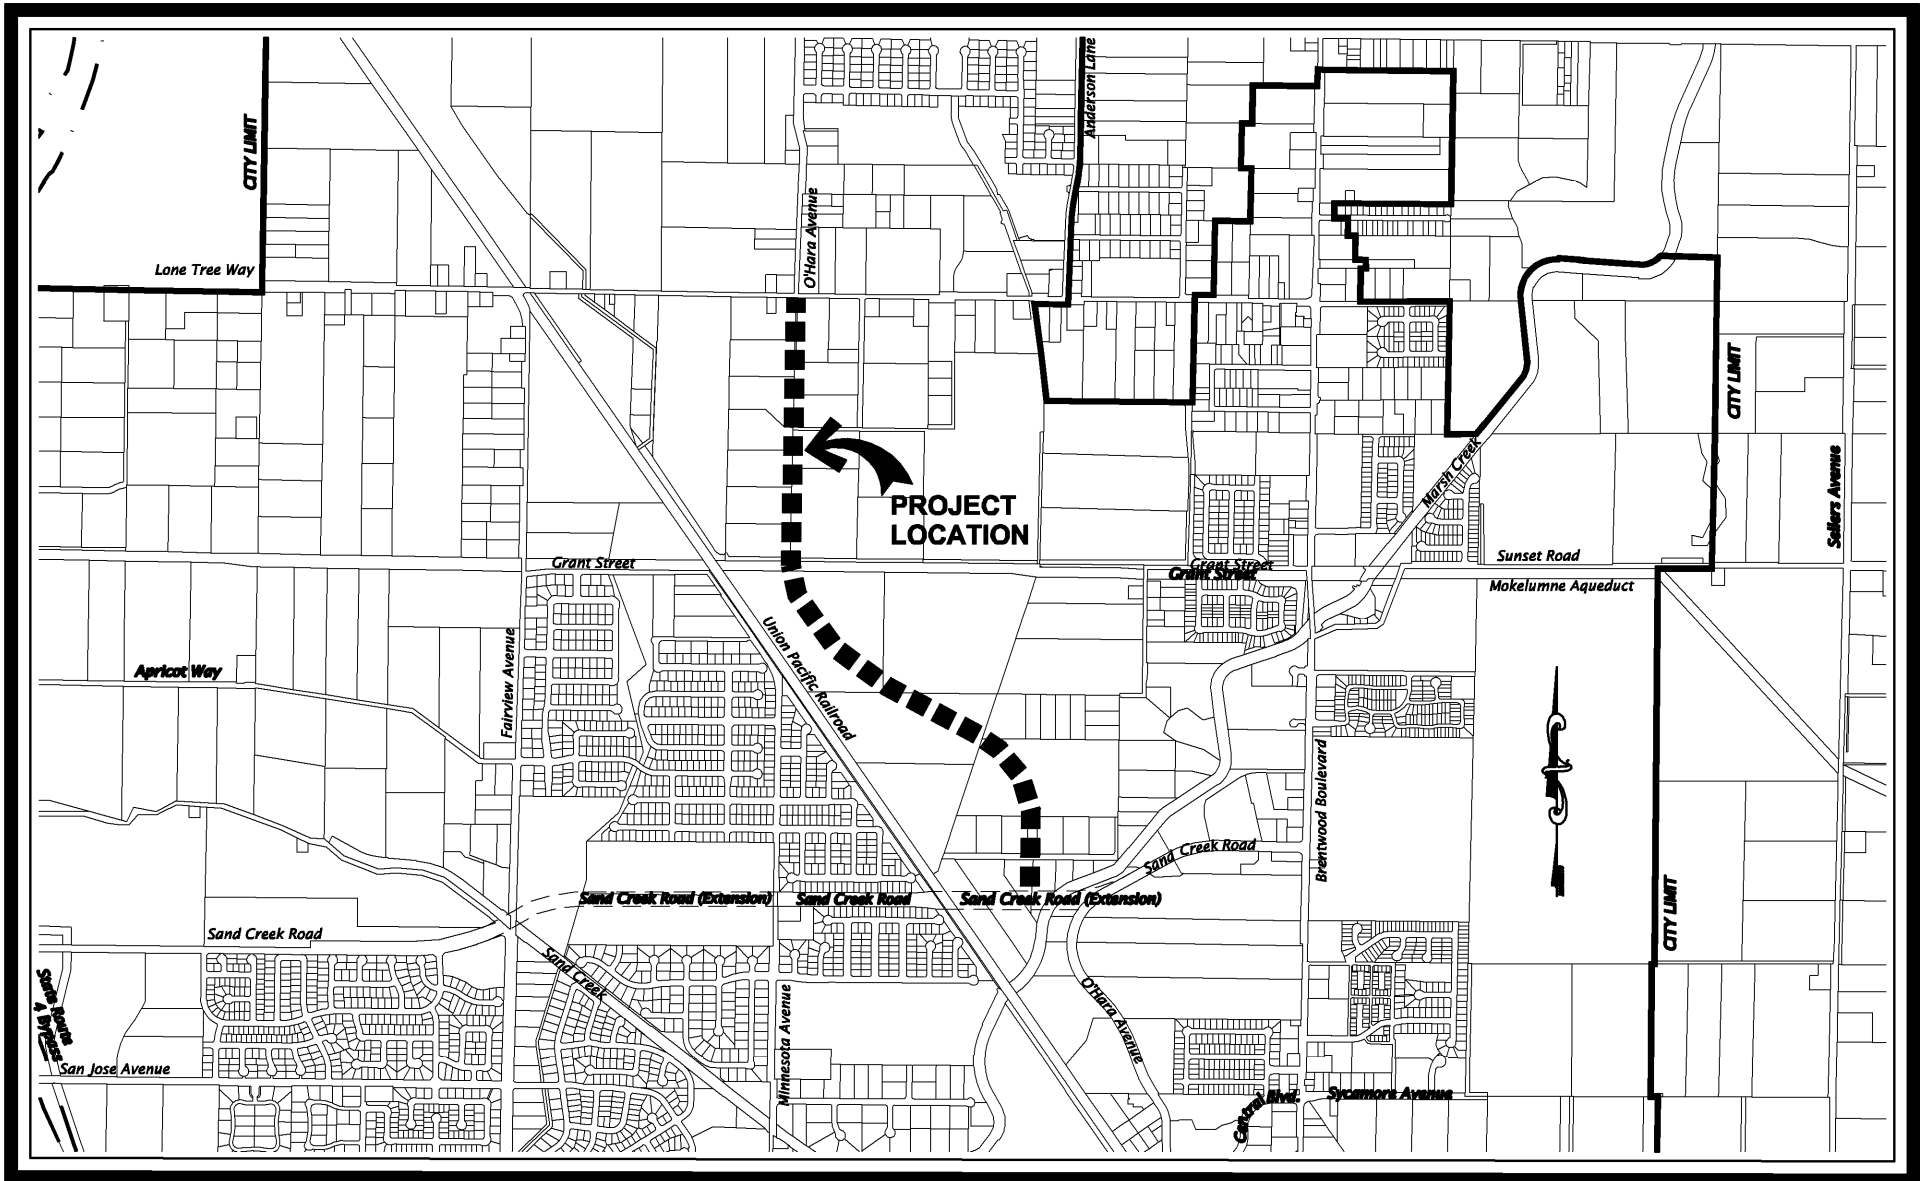 Anderson Lane
CITY LIMIT
O'Hara Avenue
Lone Tree Way
CITY LIMIT
Marsh Creek
Sellers Avenue
PROJECT
LOCATION
Grant Street
Grant Street
Grant Street
Sunset Road
Mokelumne Aqueduct
Union Pacific Railroad
Fairview Avenue
Apricot Way
Brentwood Boulevard
Sand Creek Road
Sand Creek Road (Extension)
Sand Creek Road
Sand Creek Road (Extension)
CITY LIMIT
Sand Creek Road
Sand Creek
State Route
4 Bypass
O'Hara Avenue
Minnesota Avenue
San Jose Avenue
Central Blvd.
Sycamore Avenue